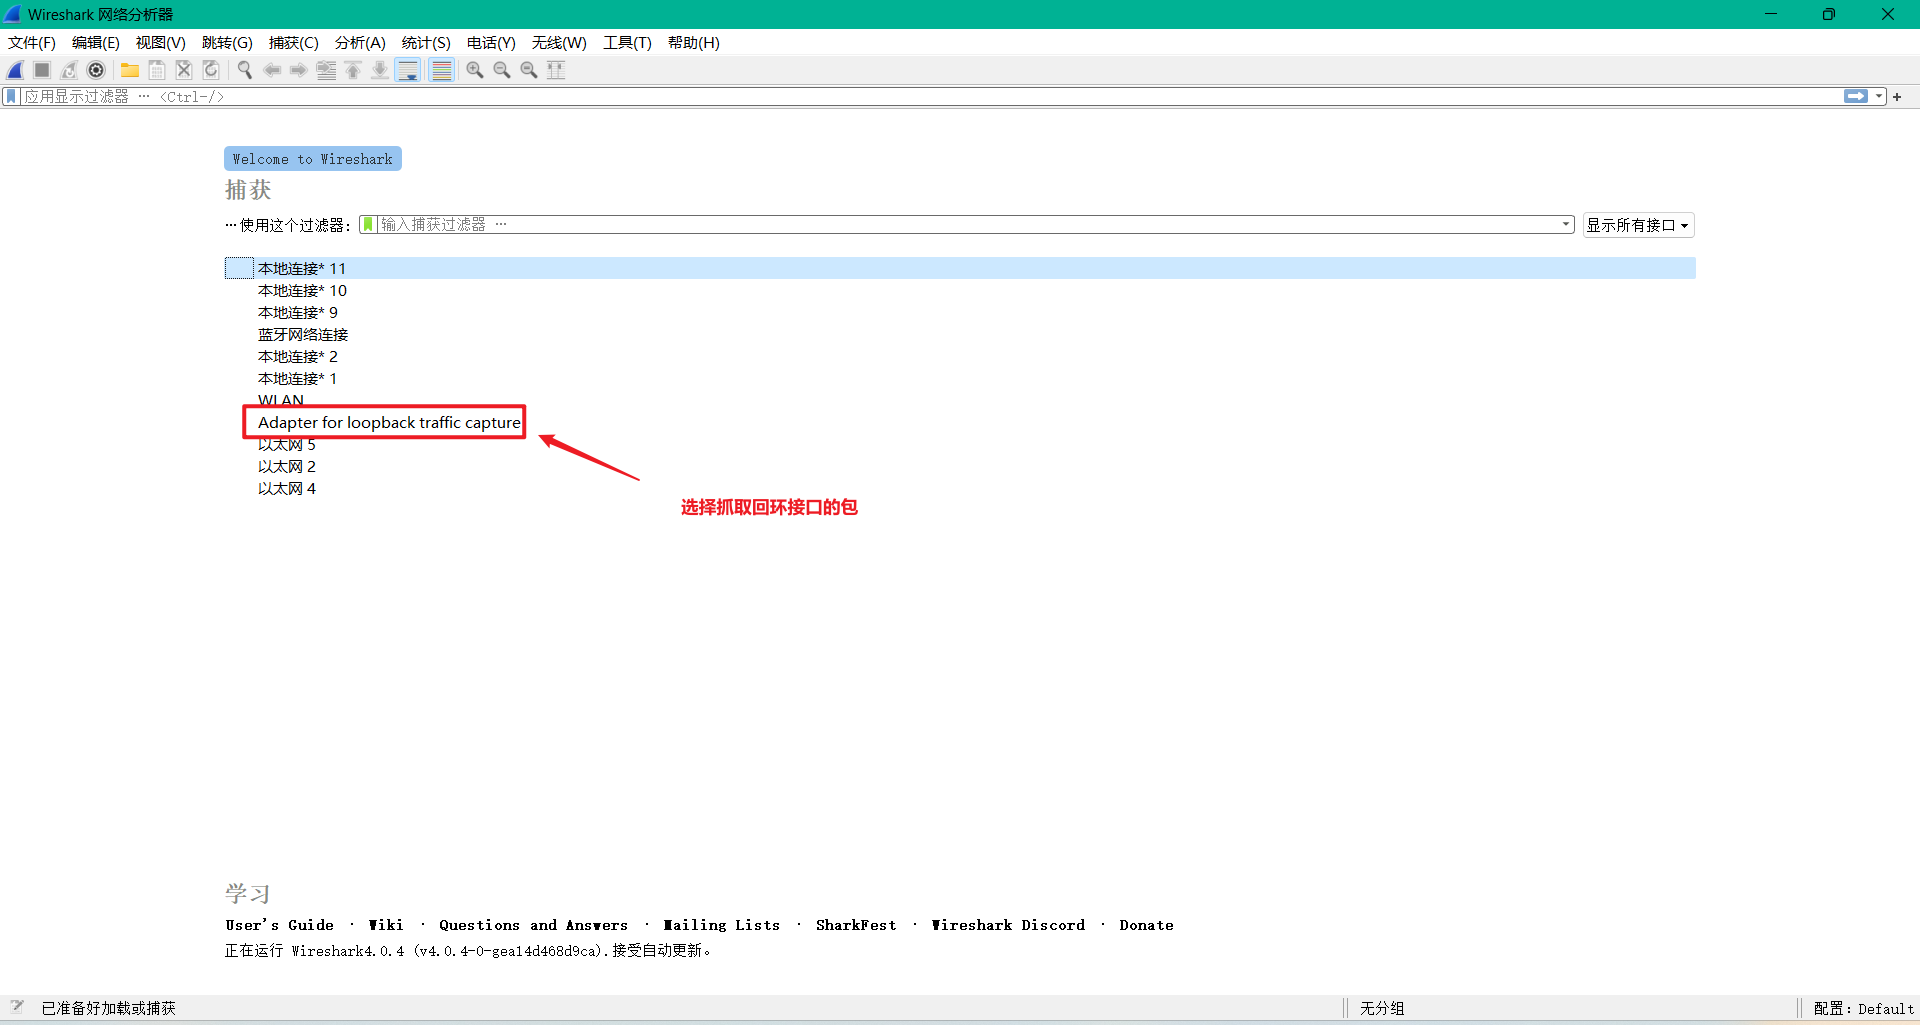 Wireshark 网络分析器
文件(F) 编辑(E) 视图(V) 跳转(G) 捕获(C) 分析(A) 统计(S) 电话(Y) 无线(W) 工具(T) 帮助(H)
应用显示过滤器 … <Ctrl-/>
Welcome to Wireshark
捕获
…使用这个过滤器： 输入捕获过滤器 … 显示所有接口
本地连接* 11
本地连接* 10
本地连接* 9
蓝牙网络连接
本地连接* 2
本地连接* 1
WLAN
Adapter for loopback traffic capture
以太网 5
以太网 2
以太网 4
选择抓取回环接口的包
学习
User's Guide · Wiki · Questions and Answers · Mailing Lists · SharkFest · Wireshark Discord · Donate
正在运行 Wireshark4.0.4 (v4.0.4-0-gea14d468d9ca).接受自动更新。
已准备好加载或捕获 无分组 配置：Default